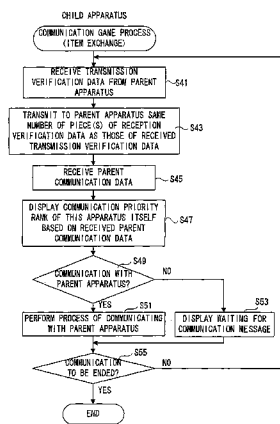 CHILD APPARATUS
COMMUNICATION GANE PROCESS
(ITEM EXCHANGE)
RECEIVE TRANSMISSION
VERIFICATION DATA FROM PARENT
APPARATUS
S41
TRANSMIT TO PARENT APPARATUS SAME
NUMBER OF PIECE(S) OF RECEPTION
VERIFICATION DATA AS THOSE OF RECEIVED
TRANSMISSION VERIFICATION DATA
S43
RECEIVE PARENT
COMMUNICATION DATA
S45
DISPLAY COMMUNICATION PRIORITY
RANK OF THIS APPARATUS ITSELF
BASED ON RECEIVED PARENT
COMMUNICATION DATA
S47
S49
COMMUNICATION WITH
PARENT APPARATUS?
NO
YES
S51
PERFORM PROCESS OF COMMUNICATING
WITH PARENT APPARATUS
S53
DISPLAY WAITING FOR
COMMUNICATION MESSAGE
S55
COMMUNICATION
TO BE ENDED?
NO
YES
END